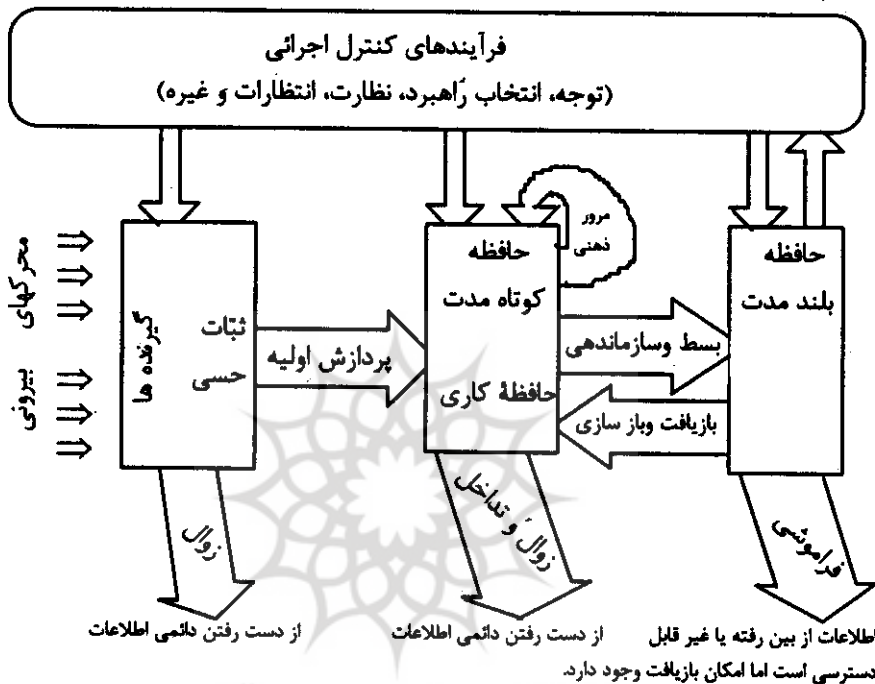 فرآیندهای کنترل اجرائی
(توجه، انتخاب راهبرد، نظارت، انتظارات و غیره)
محرکهای
بیرونی
گیرنده ها
ثبّات
حسی
پردازش اولیه
حافظه
کوتاه مدت
حافظهٔ کاری
مرور
ذهنی
بسط وسازماندهی
بازیافت وباز سازی
حافظه
بلند مدت
زوال
زوال و تداخل
فراموشی
از دست رفتن دائمی اطلاعات
از دست رفتن دائمی اطلاعات
اطلاعات از بین رفته یا غیر قابل
دسترسی است اما امکان بازیافت وجود دارد.